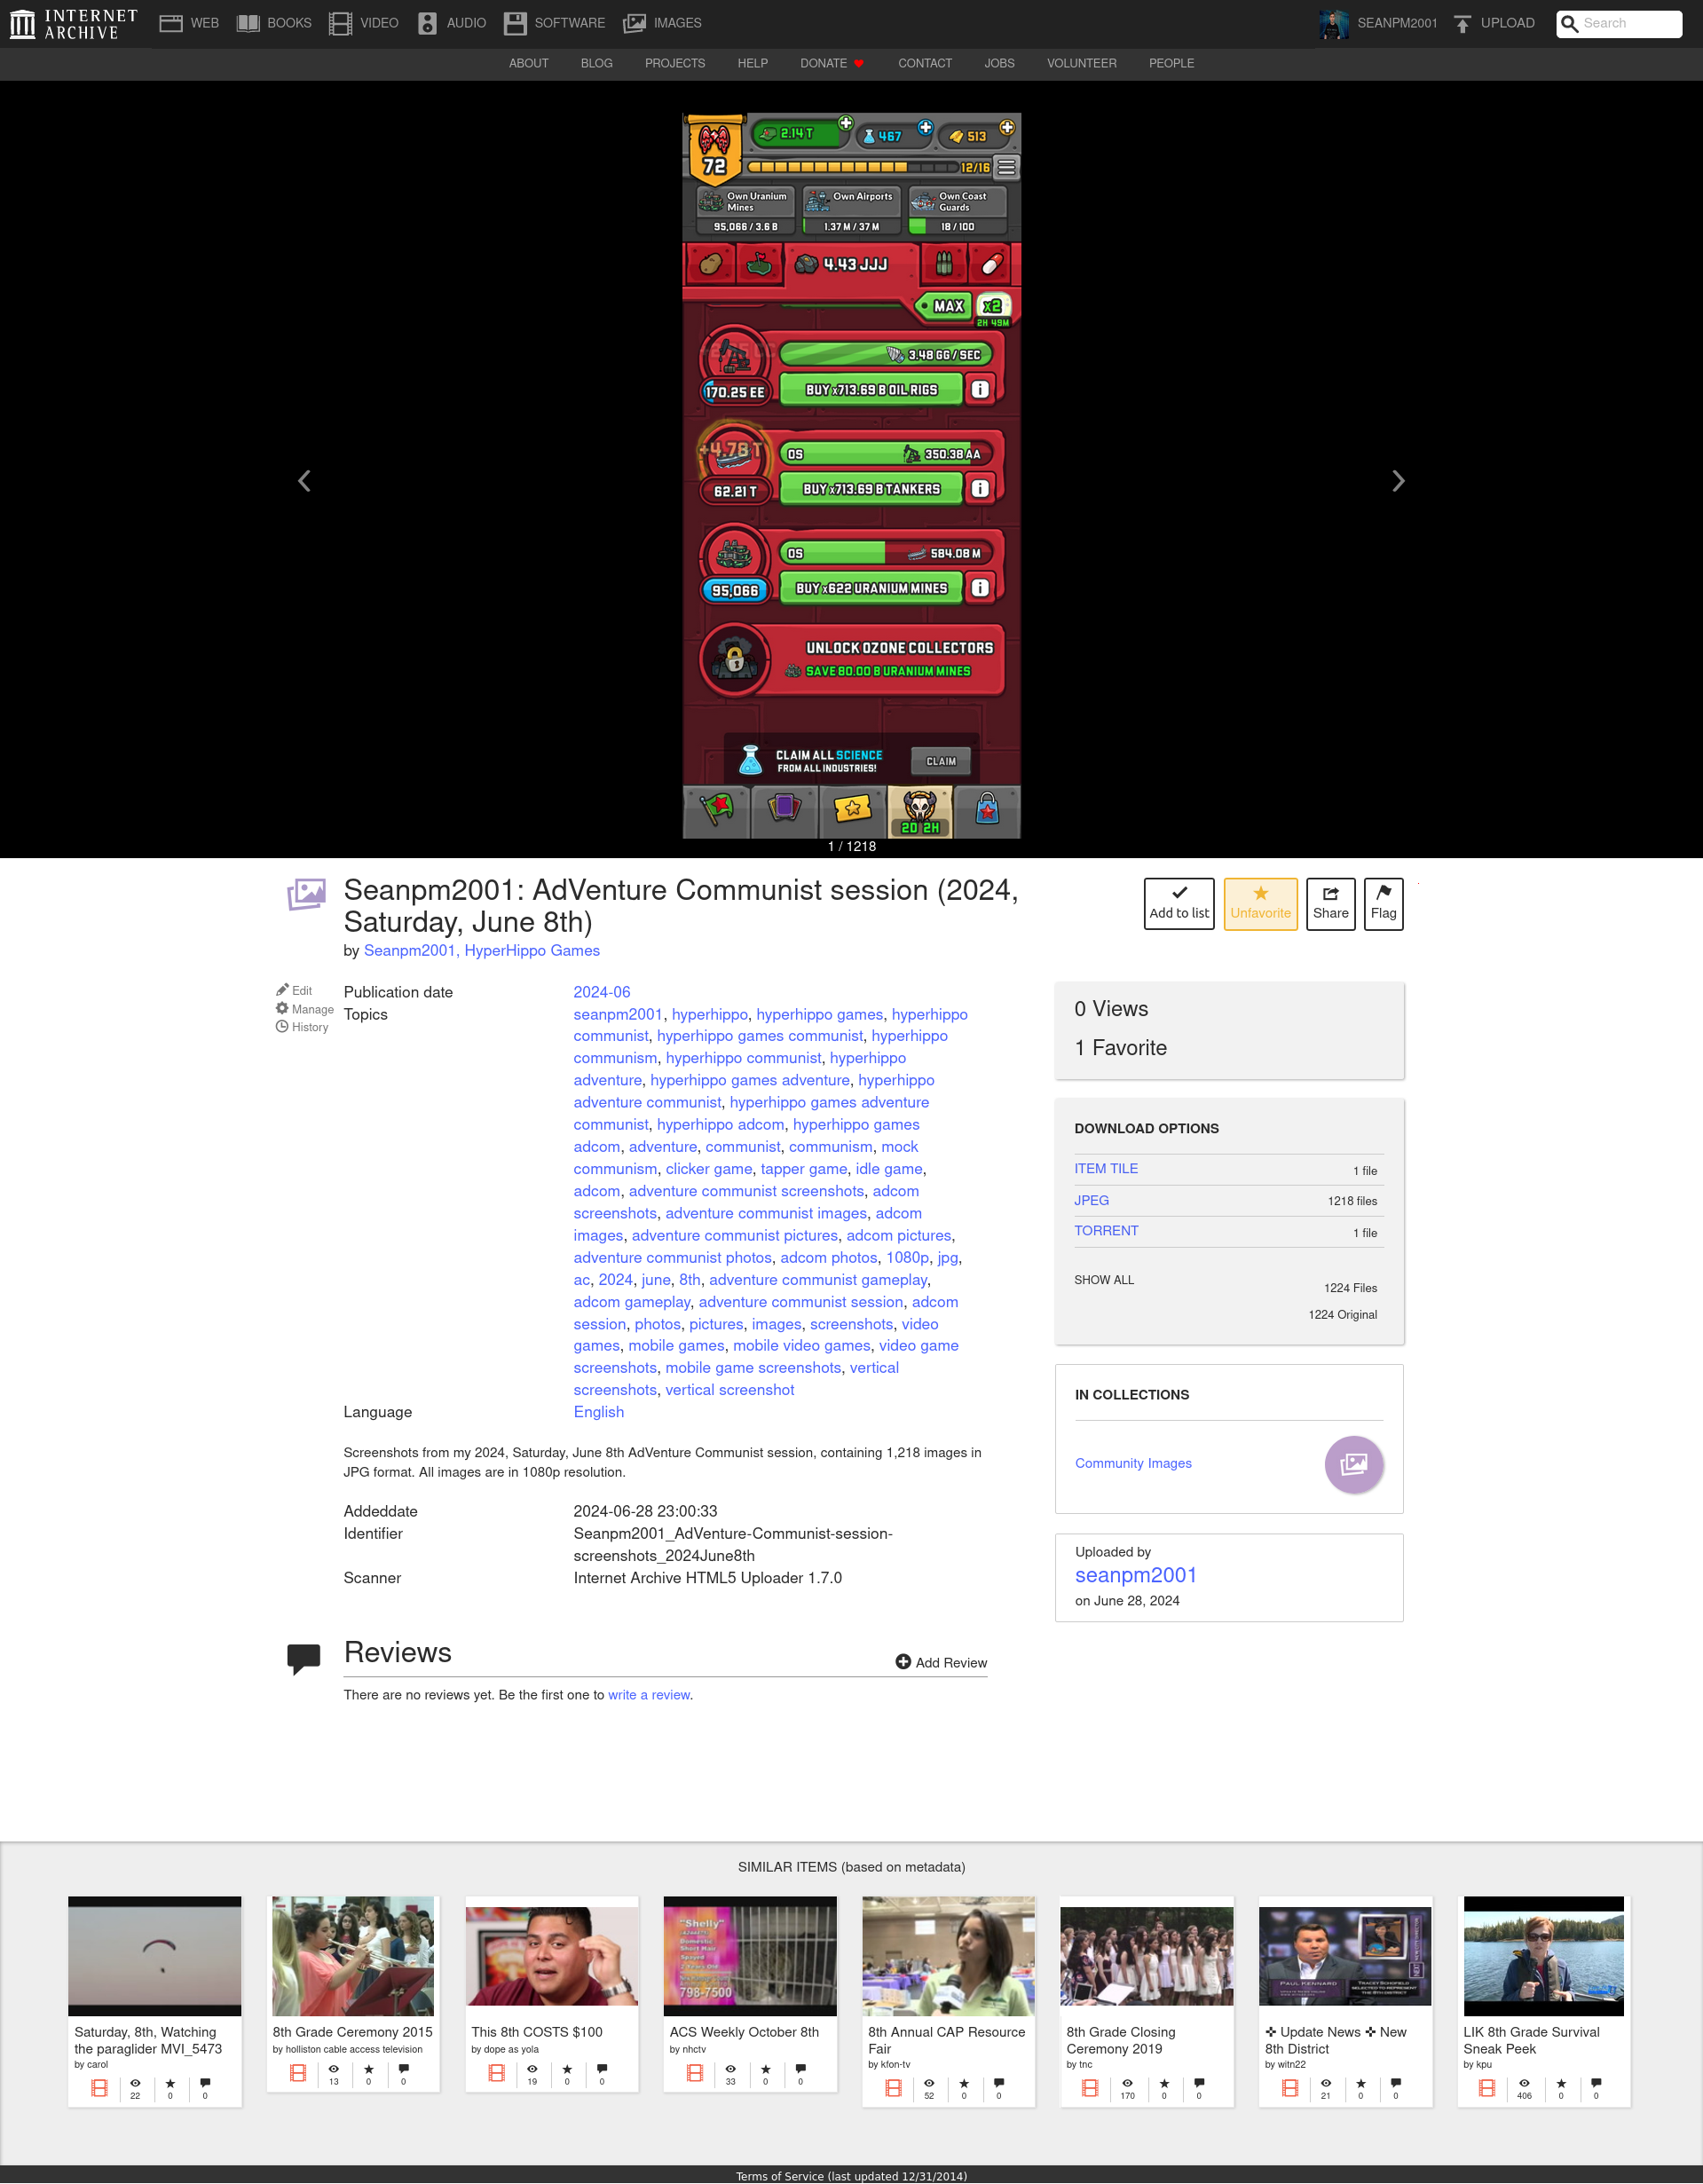 INTERNET ARCHIVE WEB BOOKS VIDEO AUDIO SOFTWARE IMAGES SEANPM2001 UPLOAD Search
ABOUT BLOG PROJECTS HELP DONATE CONTACT JOBS VOLUNTEER PEOPLE
72 2.14 T 467 513
12/16
Own Uranium Mines Own Airports Own Coast Guards
95,066 / 3.6 B 1.37 M / 37 M 18 / 100
4.43 JJJ
MAX x2
2H 49M
3.48 GG / SEC
170.25 EE BUY x713.69 B OIL RIGS
+4.78 T 0S 350.38 AA
62.21 T BUY x713.69 B TANKERS
0S 584.08 M
95,066 BUY x622 URANIUM MINES
UNLOCK OZONE COLLECTORS
SAVE 80.00 B URANIUM MINES
CLAIM ALL SCIENCE
FROM ALL INDUSTRIES!
CLAIM
2D 2H
1 / 1218
Seanpm2001: AdVenture Communist session (2024,
Saturday, June 8th)
by Seanpm2001, HyperHippo Games
Add to list Unfavorite Share Flag
Edit
Manage
History
Publication date 2024-06
Topics seanpm2001, hyperhippo, hyperhippo games, hyperhippo
communist, hyperhippo games communist, hyperhippo
communism, hyperhippo communist, hyperhippo
adventure, hyperhippo games adventure, hyperhippo
adventure communist, hyperhippo games adventure
communist, hyperhippo adcom, hyperhippo games
adcom, adventure, communist, communism, mock
communism, clicker game, tapper game, idle game,
adcom, adventure communist screenshots, adcom
screenshots, adventure communist images, adcom
images, adventure communist pictures, adcom pictures,
adventure communist photos, adcom photos, 1080p, jpg,
ac, 2024, june, 8th, adventure communist gameplay,
adcom gameplay, adventure communist session, adcom
session, photos, pictures, images, screenshots, video
games, mobile games, mobile video games, video game
screenshots, mobile game screenshots, vertical
screenshots, vertical screenshot
Language English
Screenshots from my 2024, Saturday, June 8th AdVenture Communist session, containing 1,218 images in
JPG format. All images are in 1080p resolution.
Addeddate 2024-06-28 23:00:33
Identifier Seanpm2001_AdVenture-Communist-session-
screenshots_2024June8th
Scanner Internet Archive HTML5 Uploader 1.7.0
0 Views
1 Favorite
DOWNLOAD OPTIONS
ITEM TILE 1 file
JPEG 1218 files
TORRENT 1 file
SHOW ALL 1224 Files
1224 Original
IN COLLECTIONS
Community Images
Uploaded by
seanpm2001
on June 28, 2024
Reviews
Add Review
There are no reviews yet. Be the first one to write a review.
SIMILAR ITEMS (based on metadata)
Saturday, 8th, Watching
the paraglider MVI_5473
by carol
22 0 0
8th Grade Ceremony 2015
by holliston cable access television
13 0 0
This 8th COSTS $100
by dope as yola
19 0 0
"Shelly"
Domestic
Short Hair
Spayed
798-7500
ACS Weekly October 8th
by nhctv
33 0 0
8th Annual CAP Resource
Fair
by kfon-tv
52 0 0
8th Grade Closing
Ceremony 2019
by tnc
170 0 0
PAUL KENNARD
✜ Update News ✜ New
8th District
by witn22
21 0 0
LIK 8th Grade Survival
Sneak Peek
by kpu
406 0 0
Terms of Service (last updated 12/31/2014)